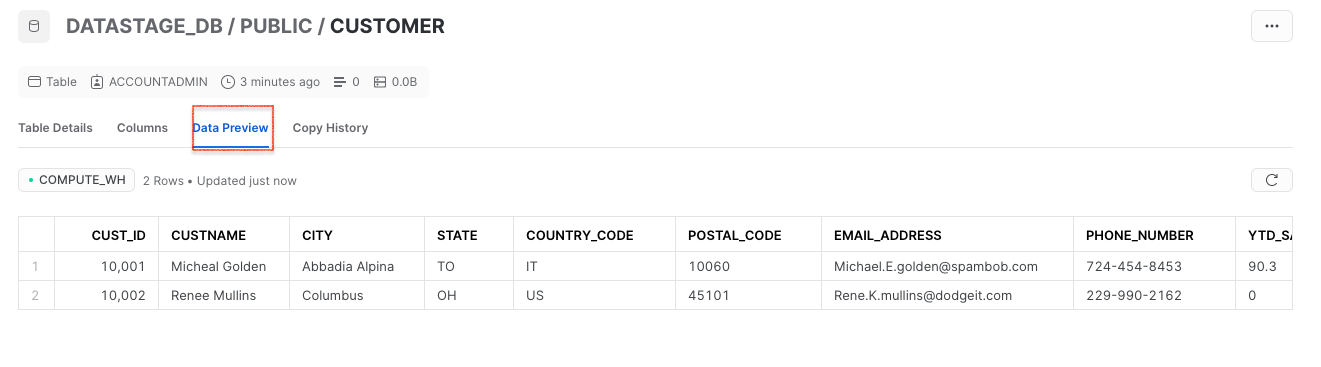 DATASTAGE_DB / PUBLIC / CUSTOMER
Table ACCOUNTADMIN 3 minutes ago 0 0.0B
Table Details Columns Data Preview Copy History
COMPUTE_WH 2 Rows • Updated just now
CUST_ID CUSTNAME CITY STATE COUNTRY_CODE POSTAL_CODE EMAIL_ADDRESS PHONE_NUMBER YTD_SA
1 10,001 Micheal Golden Abbadia Alpina TO IT 10060 Michael.E.golden@spambob.com 724-454-8453 90.3
2 10,002 Renee Mullins Columbus OH US 45101 Rene.K.mullins@dodgeit.com 229-990-2162 0